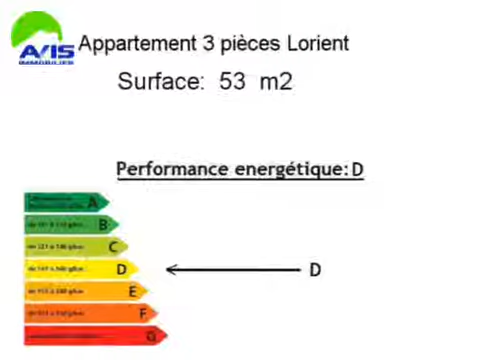 AVIS
IMMOBILIER
Appartement 3 pièces Lorient
Surface: 53 m2
Performance energétique: D
A
B
C
D
D
E
F
G